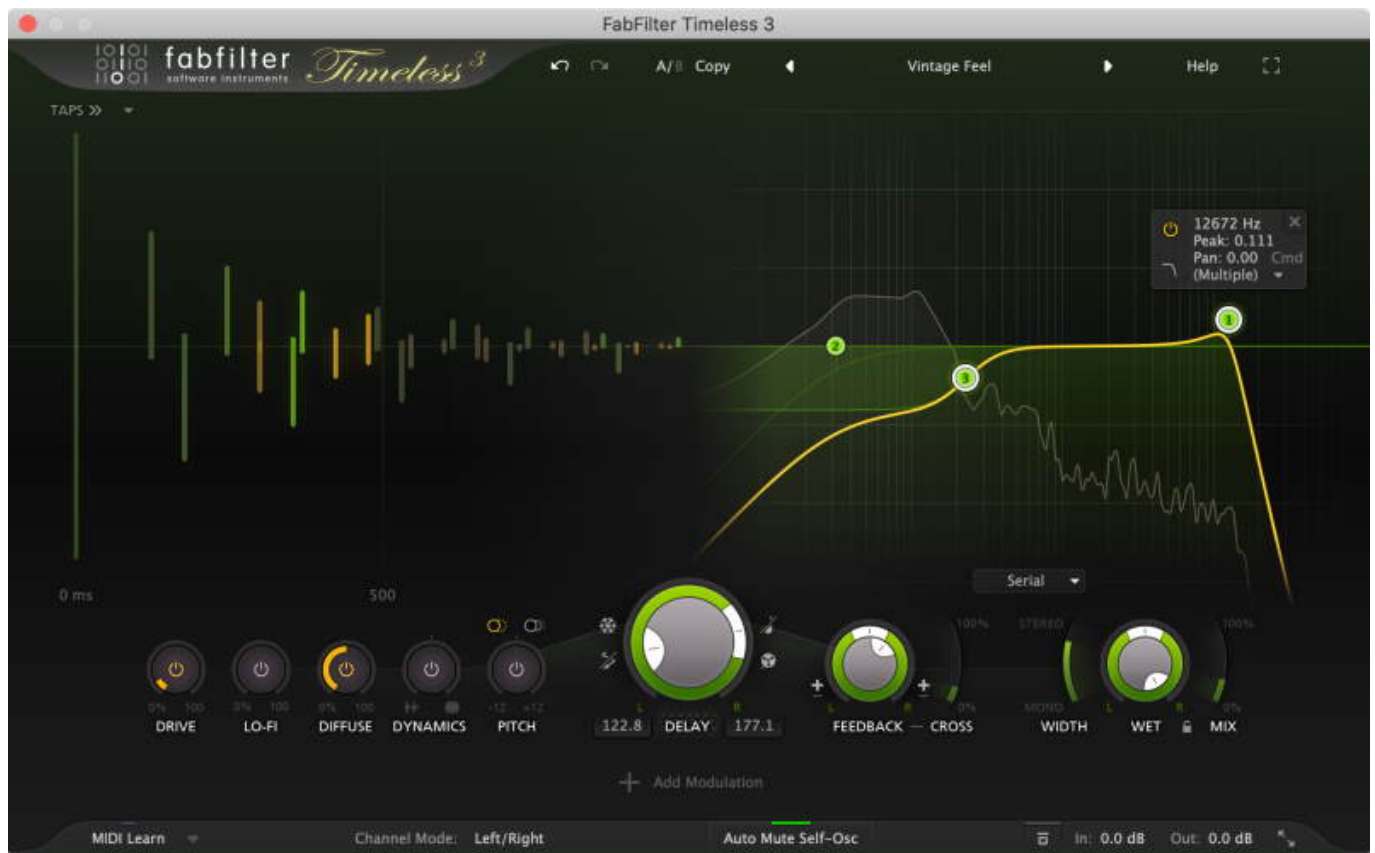 FabFilter Timeless 3
fabfilter
software instruments
Timeless 3
A/B Copy
Vintage Feel
Help
TAPS
12672 Hz
Peak: 0.111
Pan: 0.00 Cmd
(Multiple)
1
2
3
0 ms
500
Serial
100%
STEREO
100%
0% 100
0% 100
0% 100
-12 +12
L R
L R
0%
MONO
L R
0%
DRIVE
LO-FI
DIFFUSE
DYNAMICS
PITCH
122.8 DELAY 177.1
FEEDBACK — CROSS
WIDTH
WET
MIX
+ Add Modulation
MIDI Learn
Channel Mode: Left/Right
Auto Mute Self-Osc
In: 0.0 dB
Out: 0.0 dB